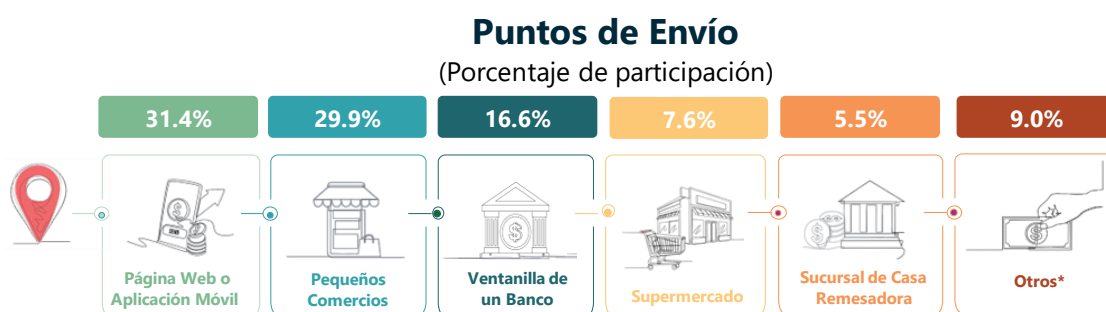 Puntos de Envío
(Porcentaje de participación)
31.4%
29.9%
16.6%
7.6%
5.5%
9.0%
Página Web o
Aplicación Móvil
Pequeños
Comercios
Ventanilla de
un Banco
Supermercado
Sucursal de Casa
Remesadora
Otros*